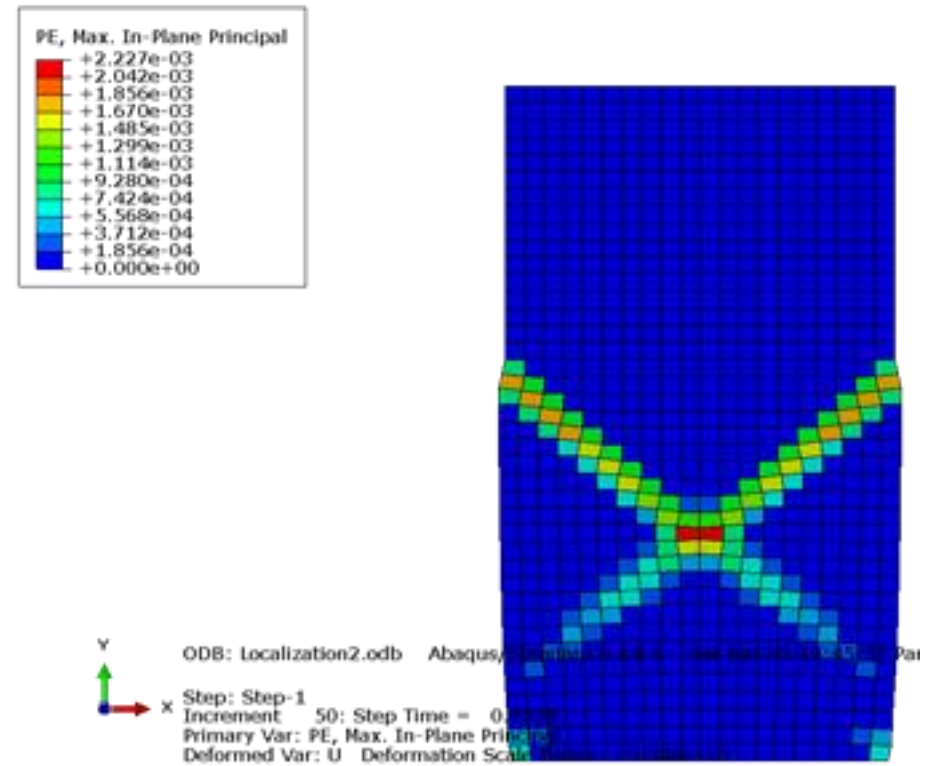 PE, Max. In-Plane Principal
+2.227e-03
+2.042e-03
+1.856e-03
+1.670e-03
+1.485e-03
+1.299e-03
+1.114e-03
+9.280e-04
+7.424e-04
+5.568e-04
+3.712e-04
+1.856e-04
+0.000e+00
Y
X
ODB: Localization2.odb Abaqus/
Step: Step-1
Increment 50: Step Time = 0.
Primary Var: PE, Max. In-Plane
Deformed Var: U Deformation